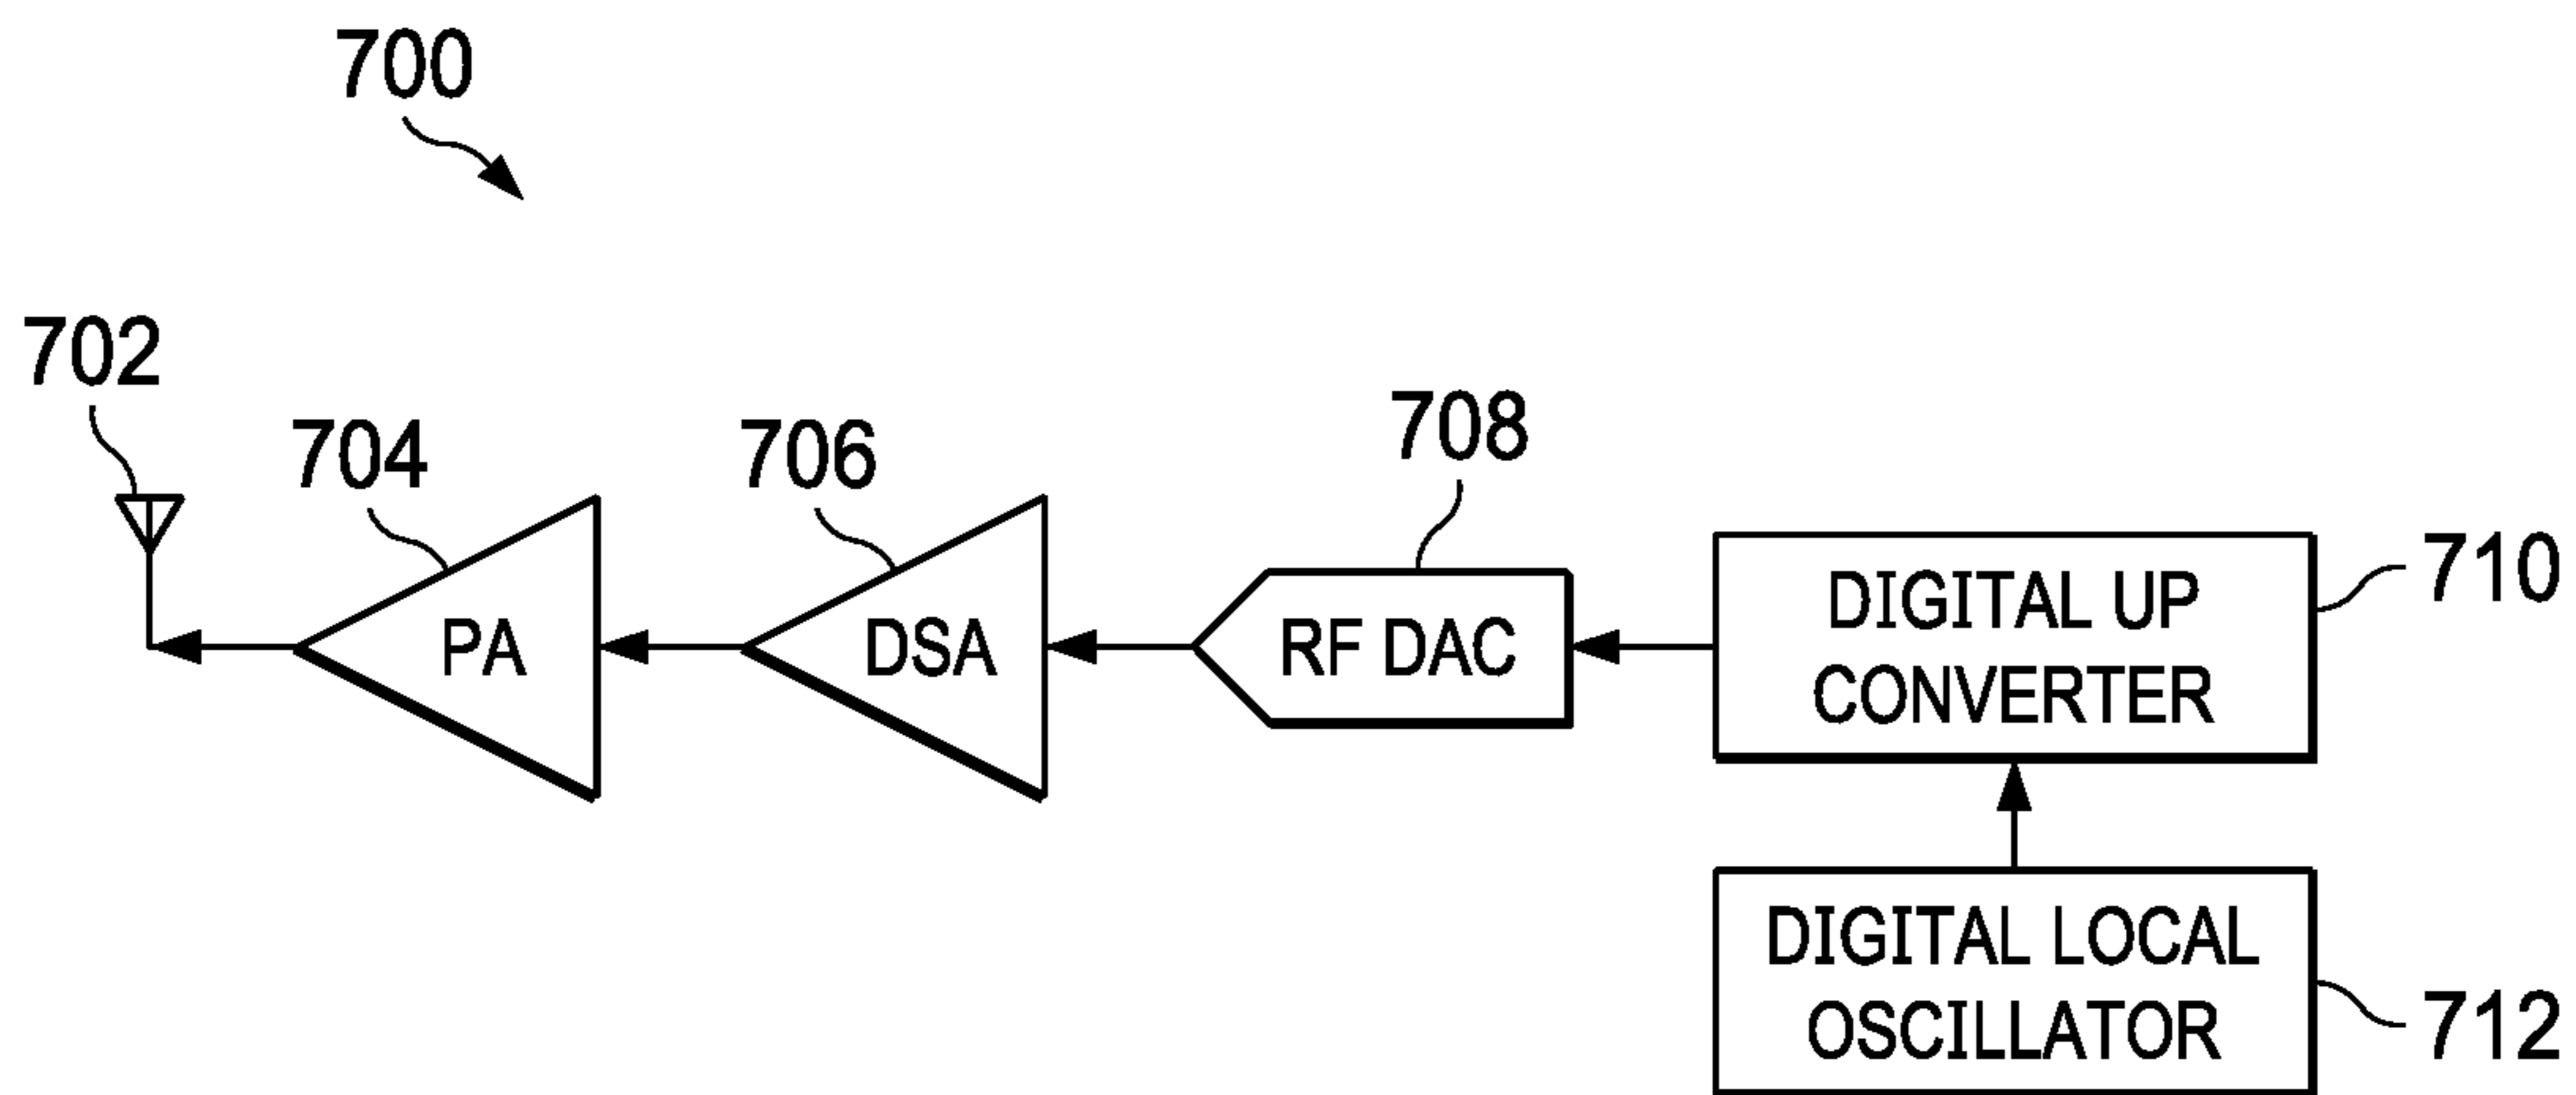 700
702
704
706
708
710
712
PA
DSA
RF DAC
DIGITAL UP
CONVERTER
DIGITAL LOCAL
OSCILLATOR